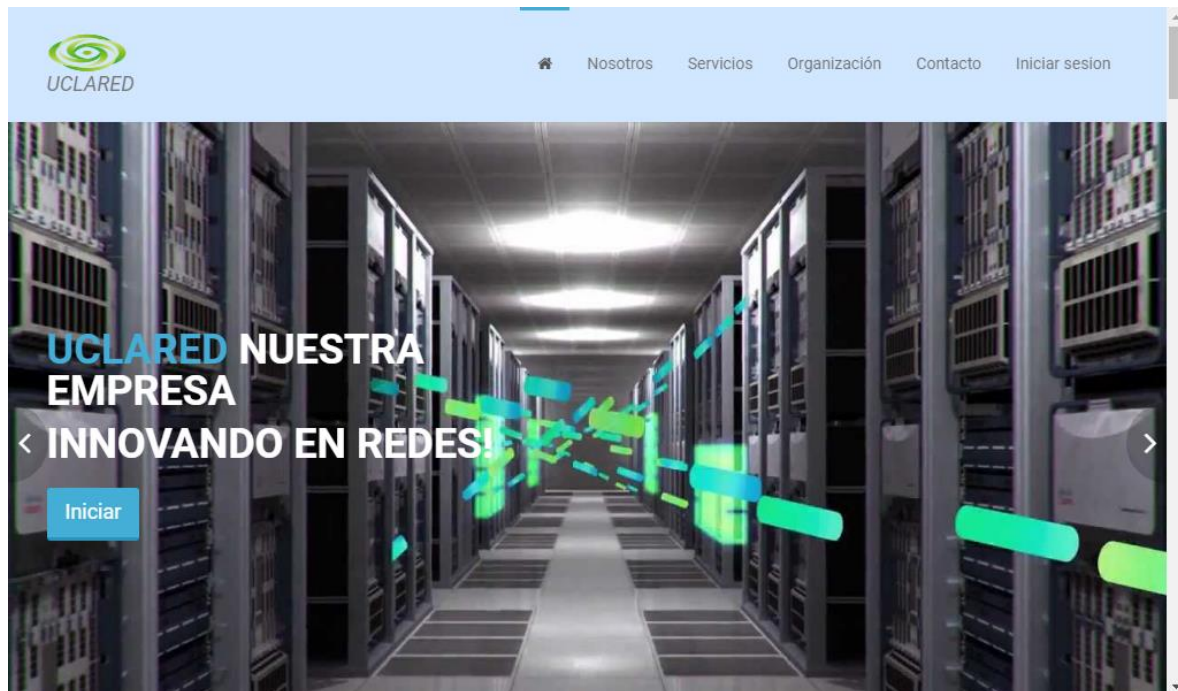 UCLARED
Nosotros
Servicios
Organización
Contacto
Iniciar sesion
UCLARED NUESTRA
EMPRESA
INNOVANDO EN REDES!
Iniciar